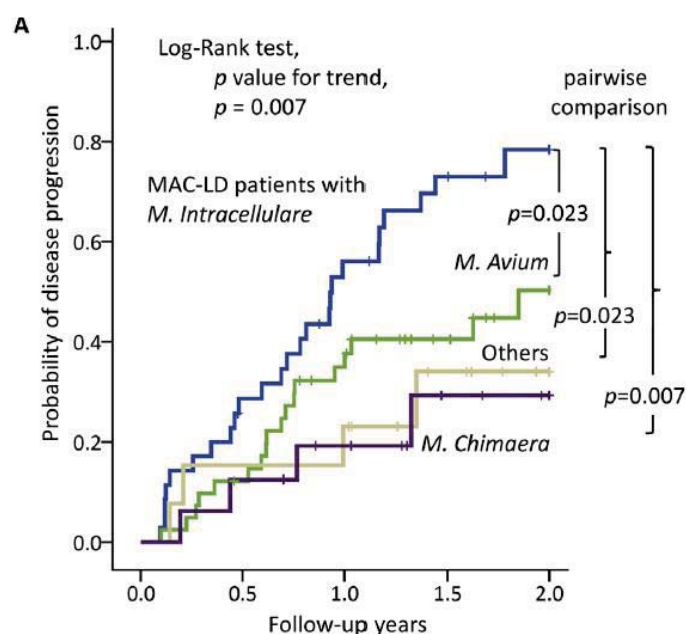 A
Log-Rank test,
p value for trend,
p = 0.007
pairwise
comparison
MAC-LD patients with
M. Intracellulare
p=0.023
M. Avium
p=0.023
Others
p=0.007
M. Chimaera
Probability of disease progression
1.0
0.8
0.6
0.4
0.2
0.0
0.0
0.5
1.0
1.5
2.0
Follow-up years